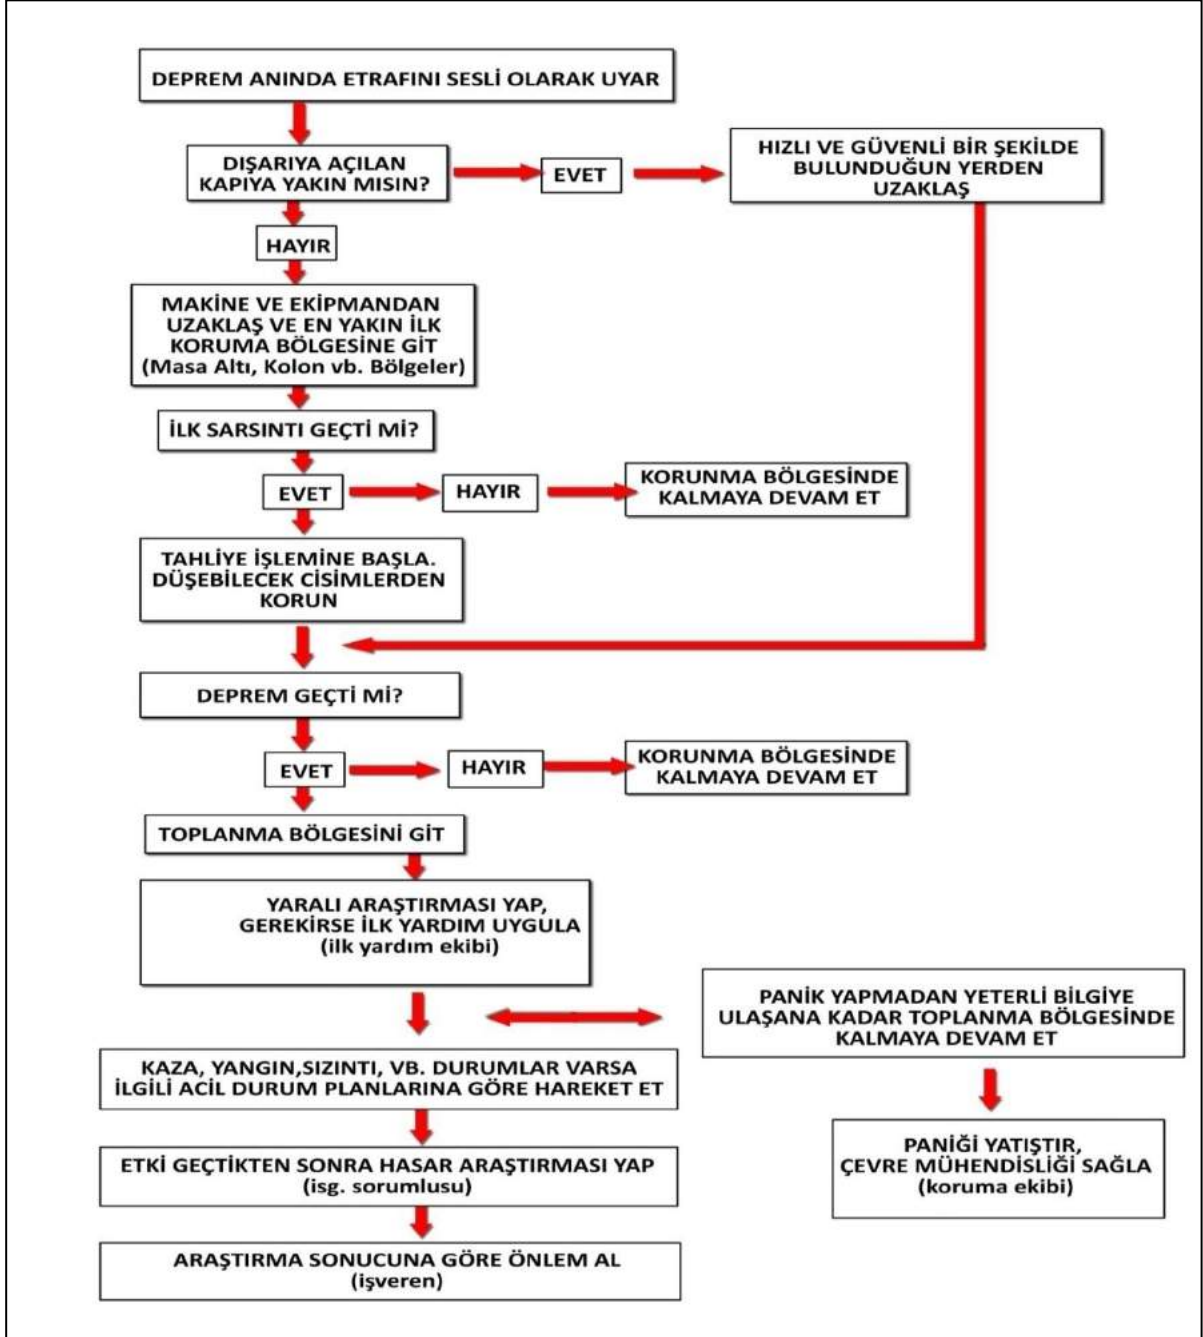 DEPREM ANINDA ETRAFINI SESLİ OLARAK UYAR
DIŞARIYA AÇILAN
KAPIYA YAKIN MISIN?
EVET
HIZLI VE GÜVENLİ BİR ŞEKİLDE
BULUNDUĞUN YERDEN
UZAKLAŞ
HAYIR
MAKİNE VE EKİPMANDAN
UZAKLAŞ VE EN YAKIN İLK
KORUMA BÖLGESİNE GİT
(Masa Altı, Kolon vb. Bölgeler)
İLK SARSINTI GEÇTİ Mİ?
EVET
HAYIR
KORUNMA BÖLGESİNDE
KALMAYA DEVAM ET
TAHLİYE İŞLEMİNE BAŞLA.
DÜŞEBİLECEK CİSİMLERDEN
KORUN
DEPREM GEÇTİ Mİ?
EVET
HAYIR
KORUNMA BÖLGESİNDE
KALMAYA DEVAM ET
TOPLANMA BÖLGESİNİ GİT
YARALI ARAŞTIRMASI YAP,
GEREKİRSE İLK YARDIM UYGULA
(ilk yardım ekibi)
PANİK YAPMADAN YETERLİ BİLGİYE
ULAŞANA KADAR TOPLANMA BÖLGESİNDE
KALMAYA DEVAM ET
KAZA, YANGIN,SIZINTI, VB. DURUMLAR VARSA
İLGİLİ ACİL DURUM PLANLARINA GÖRE HAREKET ET
PANİĞİ YATIŞTIR,
ÇEVRE MÜHENDİSLİĞİ SAĞLA
(koruma ekibi)
ETKİ GEÇTİKTEN SONRA HASAR ARAŞTIRMASI YAP
(isg. sorumlusu)
ARAŞTIRMA SONUCUNA GÖRE ÖNLEM AL
(işveren)